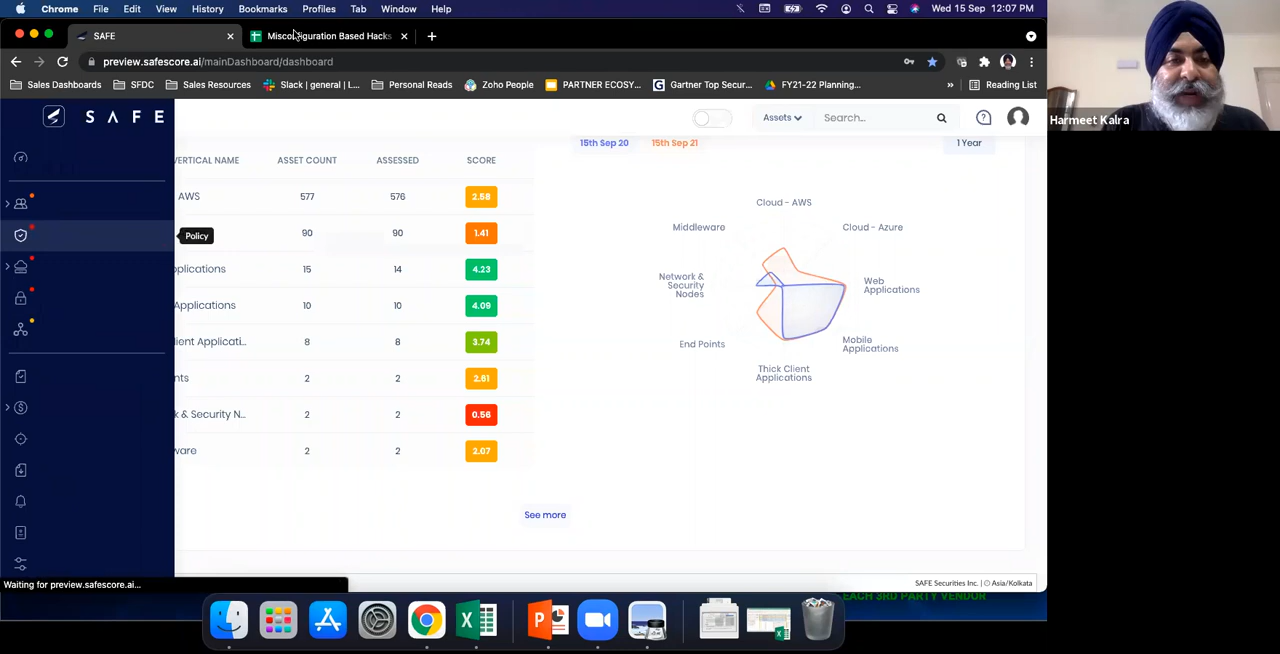 Chrome File Edit View History Bookmarks Profiles Tab Window Help Wed 15 Sep 12:07 PM
SAFE Misconfiguration Based Hacks
preview.safescore.ai/mainDashboard/dashboard
Sales Dashboards SFDC Sales Resources Slack | general | L... Personal Reads Zoho People PARTNER ECOSY... Gartner Top Secur... FY21-22 Planning... » Reading List
SAFE Assets Search...
Harmeet Kalra
15th Sep 20 15th Sep 21 1 Year
VERTICAL NAME ASSET COUNT ASSESSED SCORE
AWS 577 576 2.58
Policy 90 90 1.41
pplications 15 14 4.23
Applications 10 10 4.09
lient Applicati... 8 8 3.74
nts 2 2 2.61
k & Security N... 2 2 0.56
ware 2 2 2.07
See more
Cloud - AWS
Middleware Cloud - Azure
Network &
Security
Nodes
Web
Applications
End Points
Mobile
Applications
Thick Client
Applications
Waiting for preview.safescore.ai...
SAFE Securities Inc. | Asia/Kolkata
EACH 3RD PARTY VENDOR